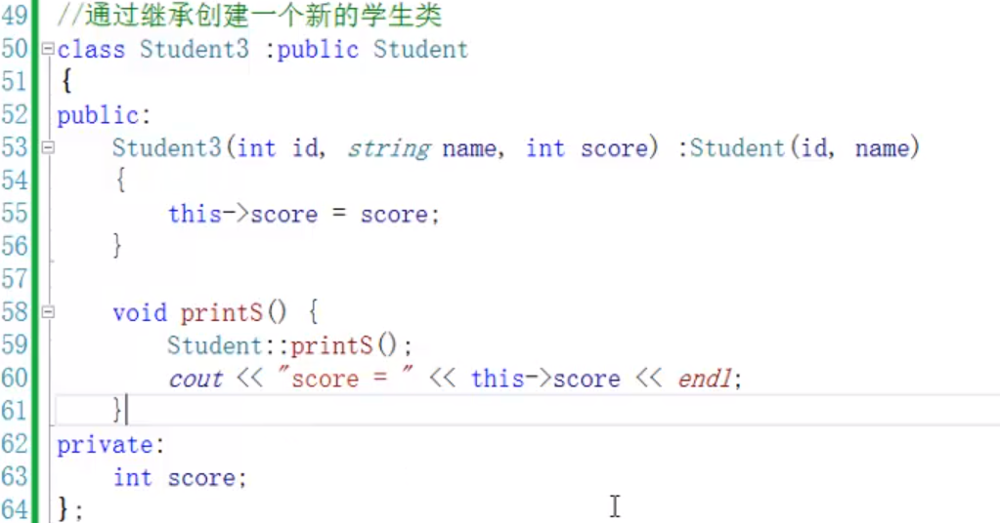 49 //通过继承创建一个新的学生类
50 class Student3 :public Student
51 {
52 public:
53     Student3(int id, string name, int score) :Student(id, name)
54     {
55         this->score = score;
56     }
57
58     void printS() {
59         Student::printS();
60         cout << "score = " << this->score << endl;
61     }
62 private:
63     int score;
64 };